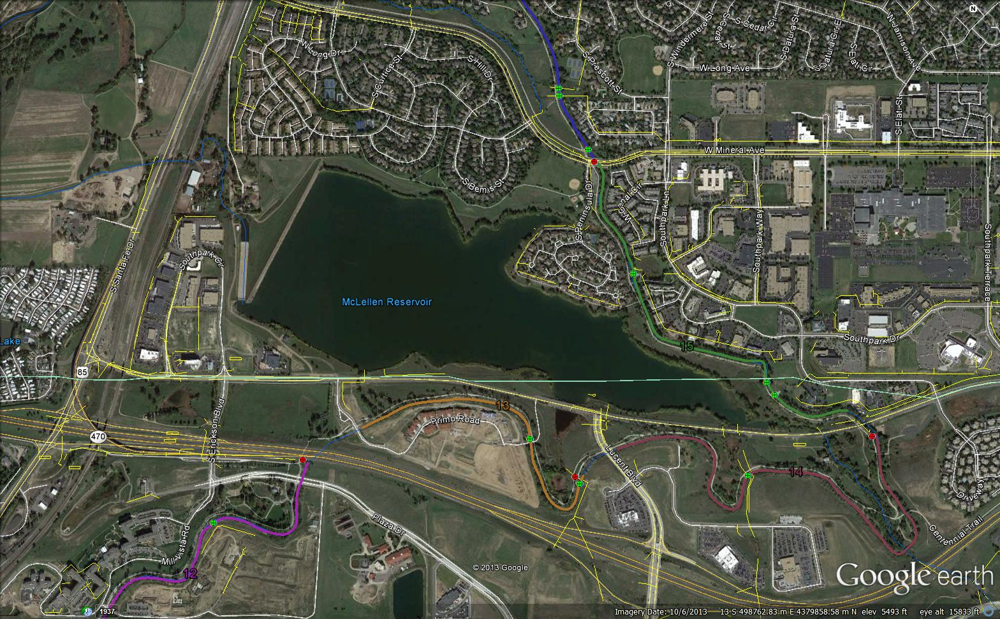 N
S Cedar Cir
S Windermere St
S Cedar St
S Datura St
S Datura Cir E
S Elati Cir
W Jamison Ave
W Long Dr
S Curtice St
S Hill Dr
S Prescott St
W Long Ave
S Elati St
W Mineral Ave
S Bemis St
S Peninsula Dr
W Canal Cir
Southpark Ln
Southpark Way
Southpark Terrace
S Santa Fe Dr
Southpark Cir
McLellen Reservoir
Lake
Southpark Dr
15
85
13
Primo Road
470
S Erickson Blvd
Lucent Blvd
14
Driveway
Plaza Dr
Centennial Trail
Mill Vista Rd
12
© 2013 Google
Google earth
1937
Imagery Date: 10/6/2013 13 S 498762.83 m E 4379858.58 m N elev 5493 ft eye alt 15833 ft